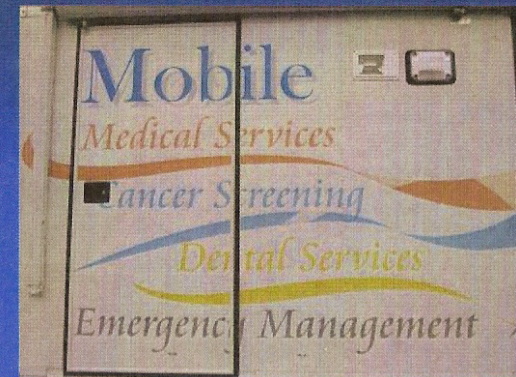 Mobile
Medical Services
Cancer Screening
Dental Services
Emergency Management